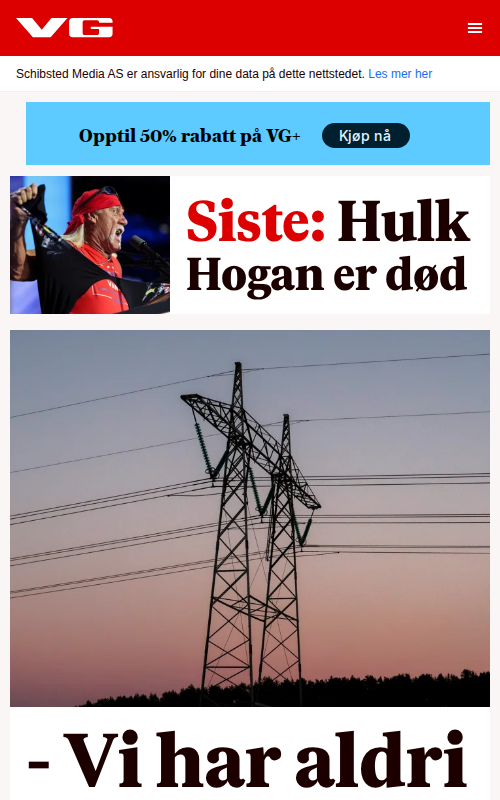 VG
Schibsted Media AS er ansvarlig for dine data på dette nettstedet. Les mer her
Opptil 50% rabatt på VG+ Kjøp nå
Siste: Hulk
Hogan er død
- Vi har aldri